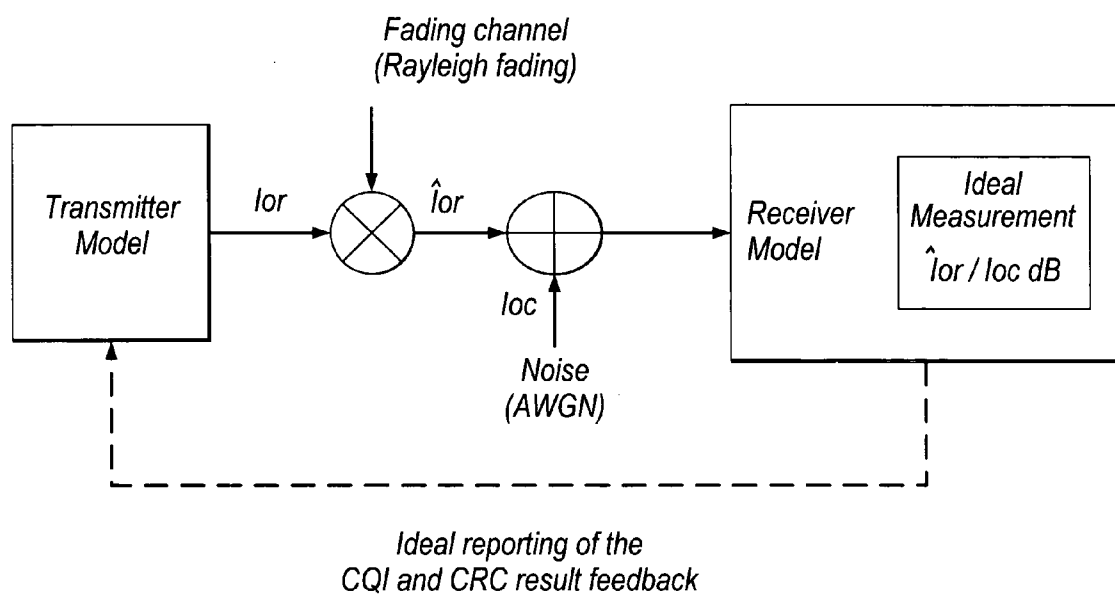 Fading channel
(Rayleigh fading)
Transmitter
Model
Ior
Îor
Ioc
Noise
(AWGN)
Receiver
Model
Ideal
Measurement
Îor / Ioc dB
Ideal reporting of the
CQI and CRC result feedback